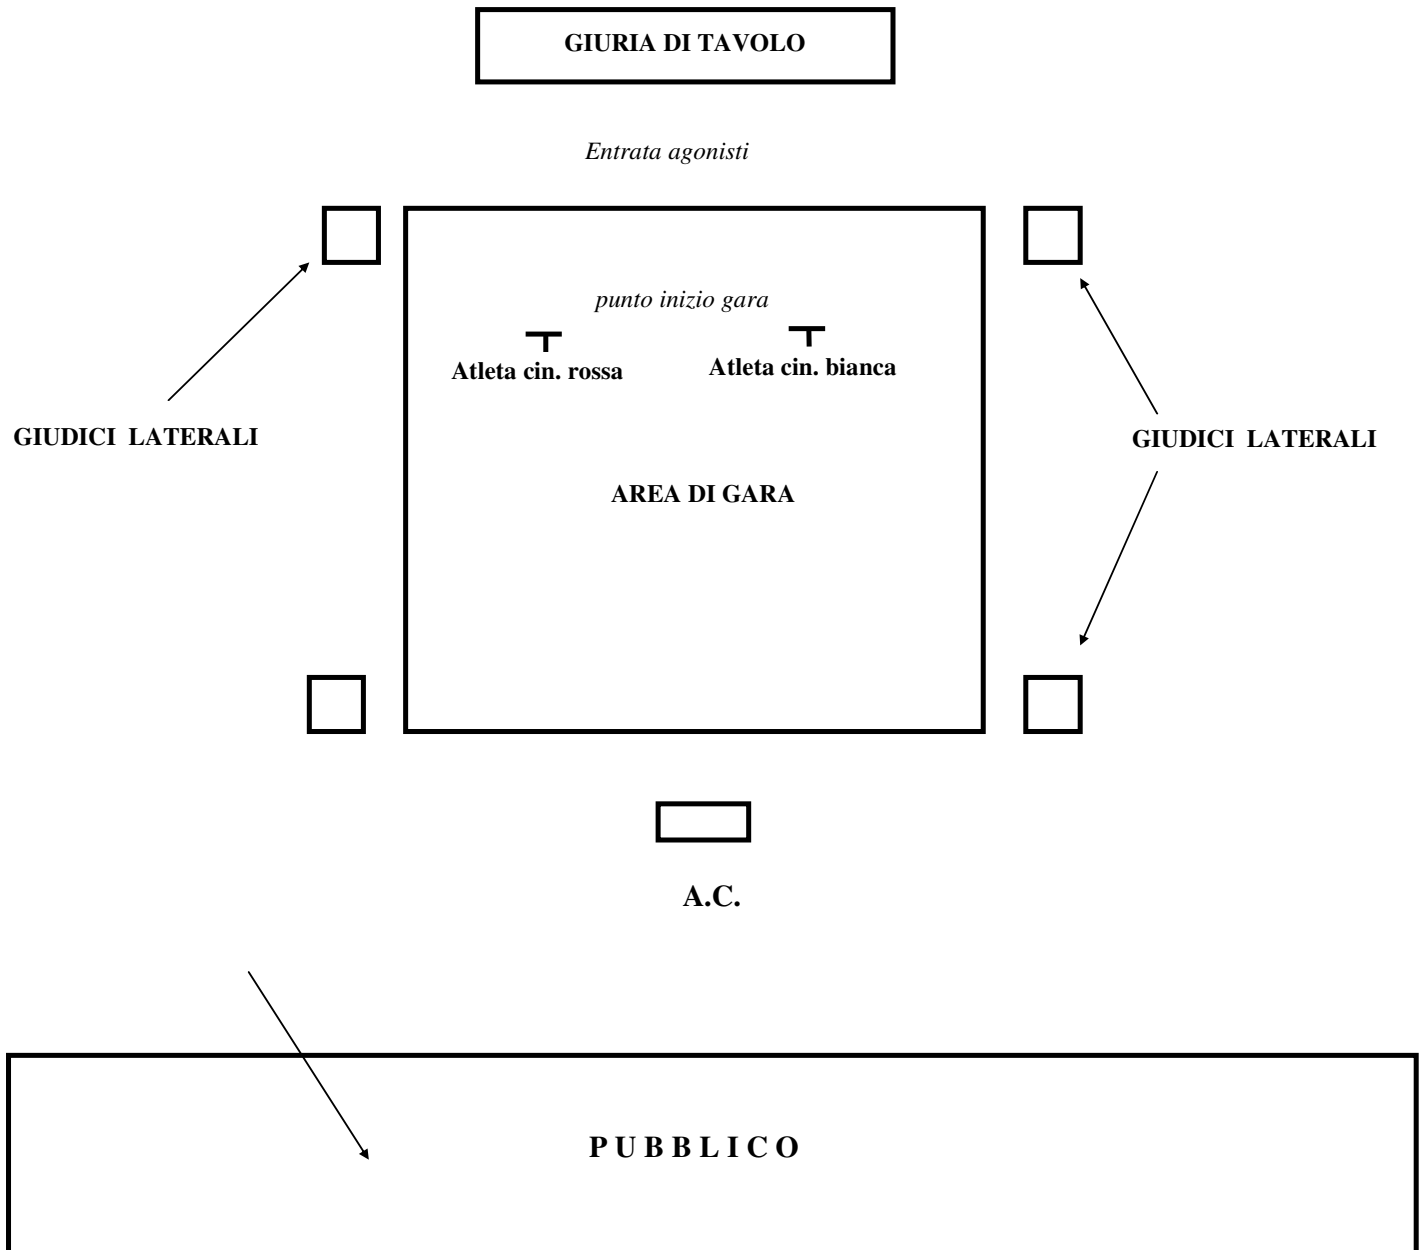 GIURIA DI TAVOLO
Entrata agonisti
punto inizio gara
Atleta cin. rossa
Atleta cin. bianca
GIUDICI LATERALI
GIUDICI LATERALI
AREA DI GARA
A.C.
P U B B L I C O